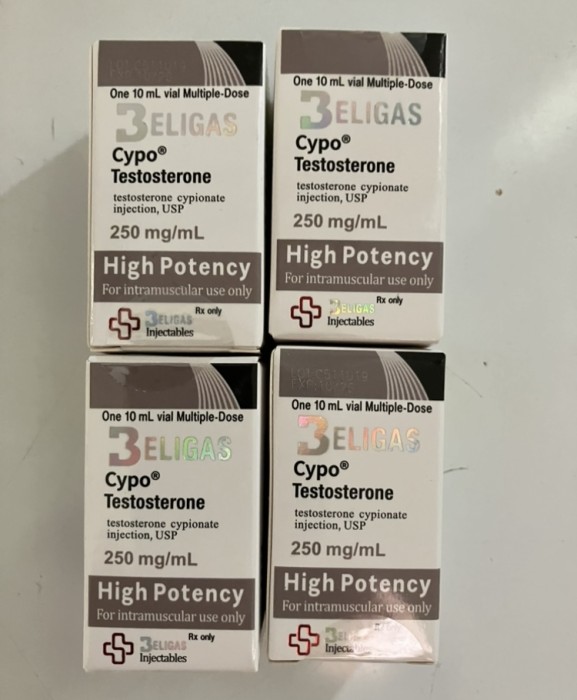 One 10 mL vial Multiple-Dose
BELIGAS
Cypo®
Testosterone
testosterone cypionate
injection, USP
250 mg/mL
High Potency
For intramuscular use only
Rx only
BELIGAS
Injectables
One 10 mL vial Multiple-Dose
BELIGAS
Cypo®
Testosterone
testosterone cypionate
injection, USP
250 mg/mL
High Potency
For intramuscular use only
Rx only
BELIGAS
Injectables
One 10 mL vial Multiple-Dose
BELIGAS
Cypo®
Testosterone
testosterone cypionate
injection, USP
250 mg/mL
High Potency
For intramuscular use only
Rx only
BELIGAS
Injectables
One 10 mL vial Multiple-Dose
BELIGAS
Cypo®
Testosterone
testosterone cypionate
injection, USP
250 mg/mL
High Potency
For intramuscular use only